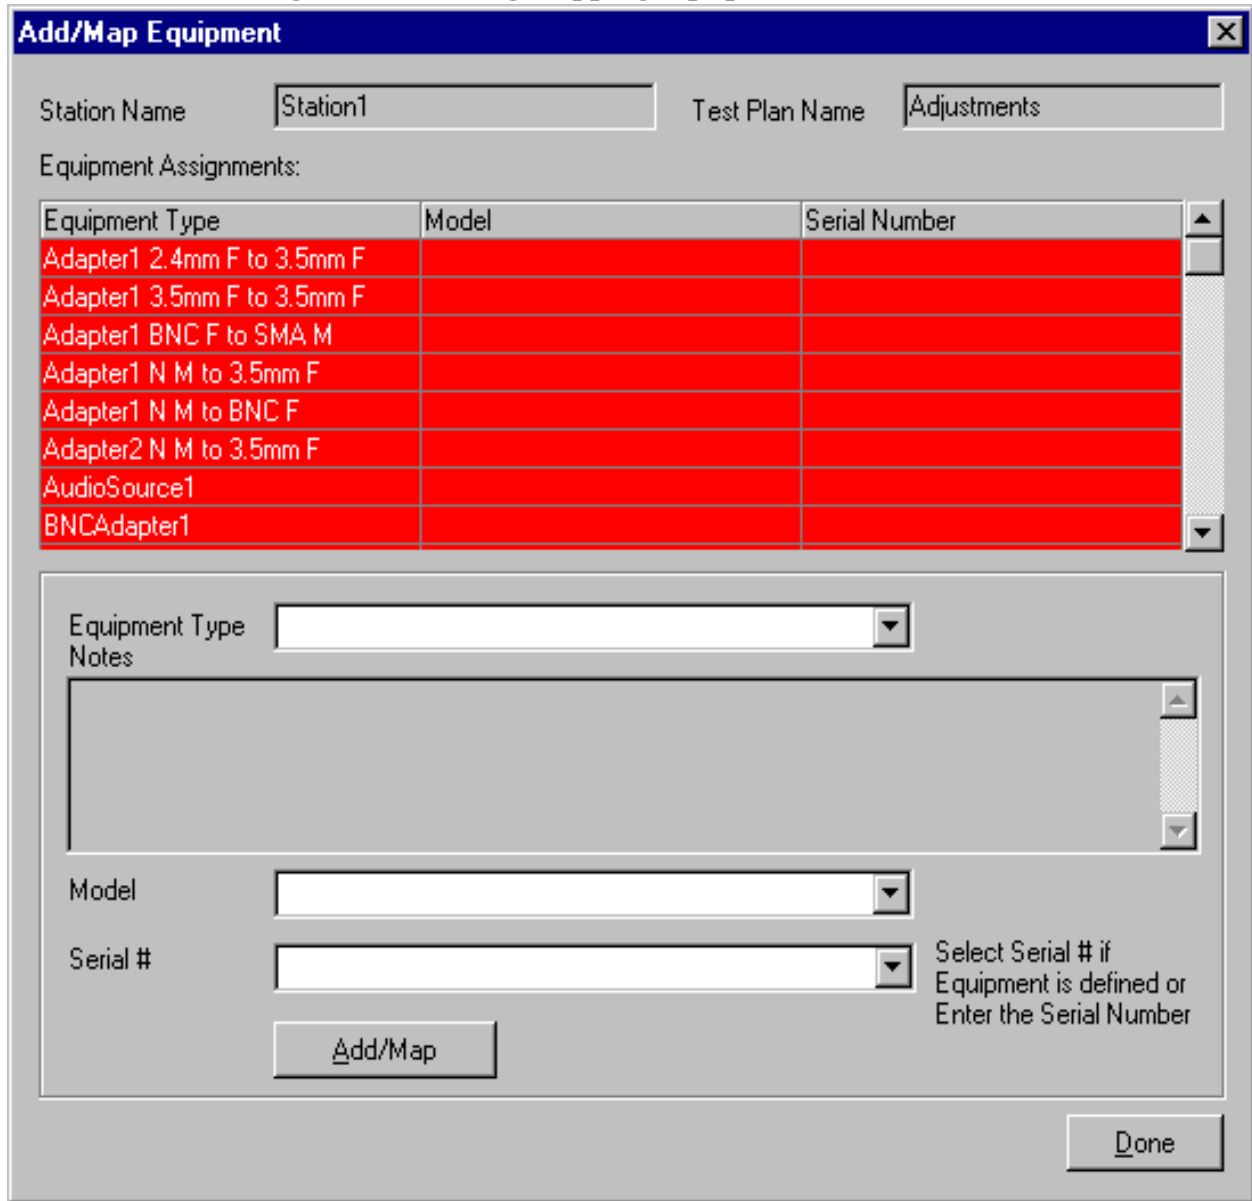 Add/Map Equipment
Station Name Station1 Test Plan Name Adjustments
Equipment Assignments:
Equipment Type Model Serial Number
Adapter1 2.4mm F to 3.5mm F
Adapter1 3.5mm F to 3.5mm F
Adapter1 BNC F to SMA M
Adapter1 N M to 3.5mm F
Adapter1 N M to BNC F
Adapter2 N M to 3.5mm F
AudioSource1
BNCAdapter1
Equipment Type
Notes
Model
Serial #
Select Serial # if
Equipment is defined or
Enter the Serial Number
Add/Map
Done